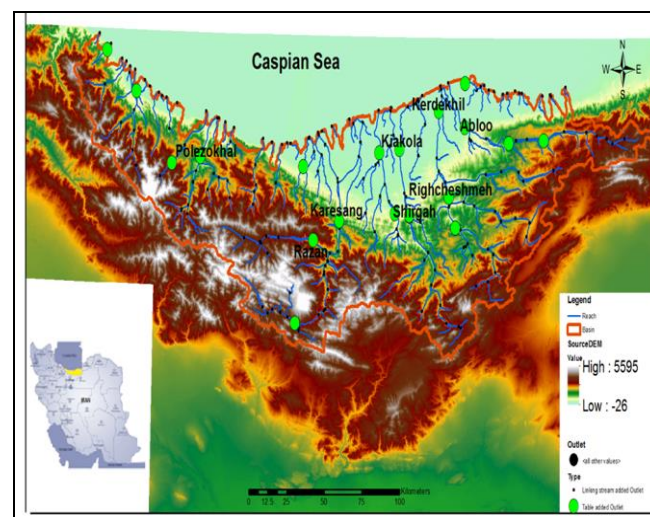 Caspian Sea
N
W E
S
Kerdekhil
Abloo
Kiakola
Polezokhal
Righcheshmeh
Karesang
Shirgah
Razan
Legend
Reach
Basin
SourceDEM
Value
High : 5595
Low : -26
Outlet
<all other values>
Type
Linking stream added Outlet
Table added Outlet
Kilometers
0 12.5 25 50 75 100
IRAN